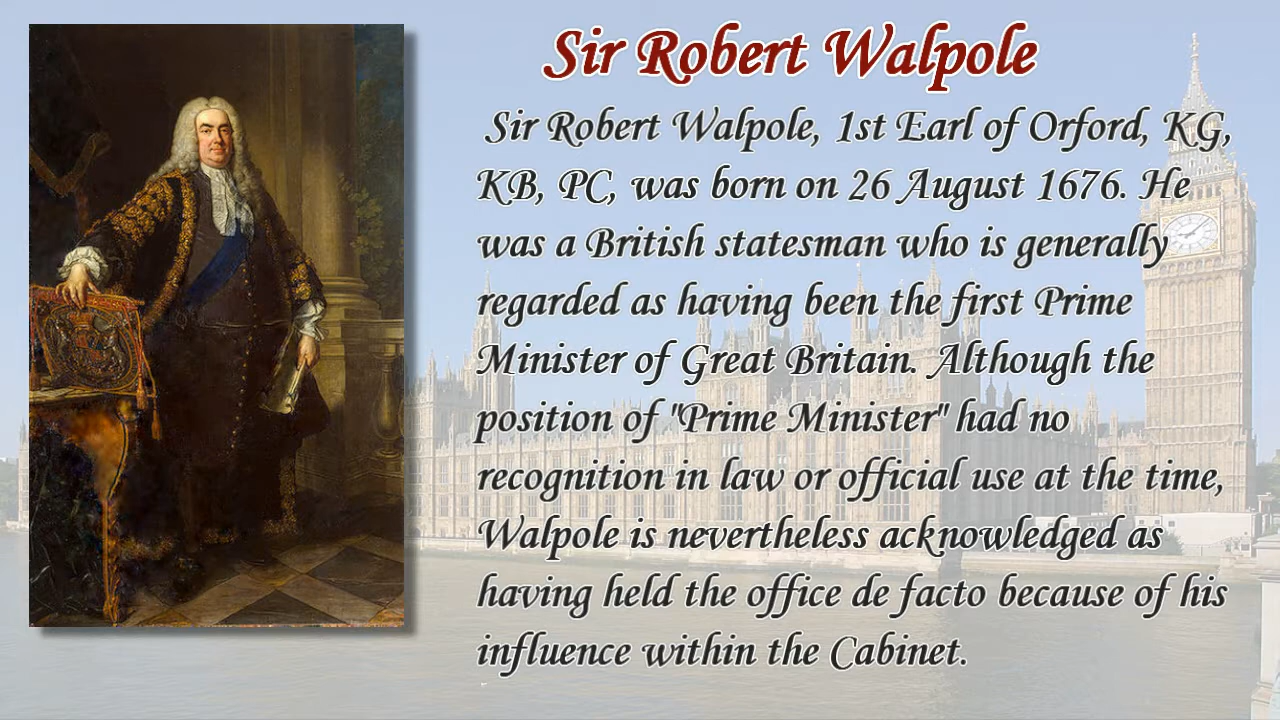 Sir Robert Walpole
Sir Robert Walpole, 1st Earl of Orford, KG,
KB, PC, was born on 26 August 1676. He
was a British statesman who is generally
regarded as having been the first Prime
Minister of Great Britain. Although the
position of "Prime Minister" had no
recognition in law or official use at the time,
Walpole is nevertheless acknowledged as
having held the office de facto because of his
influence within the Cabinet.